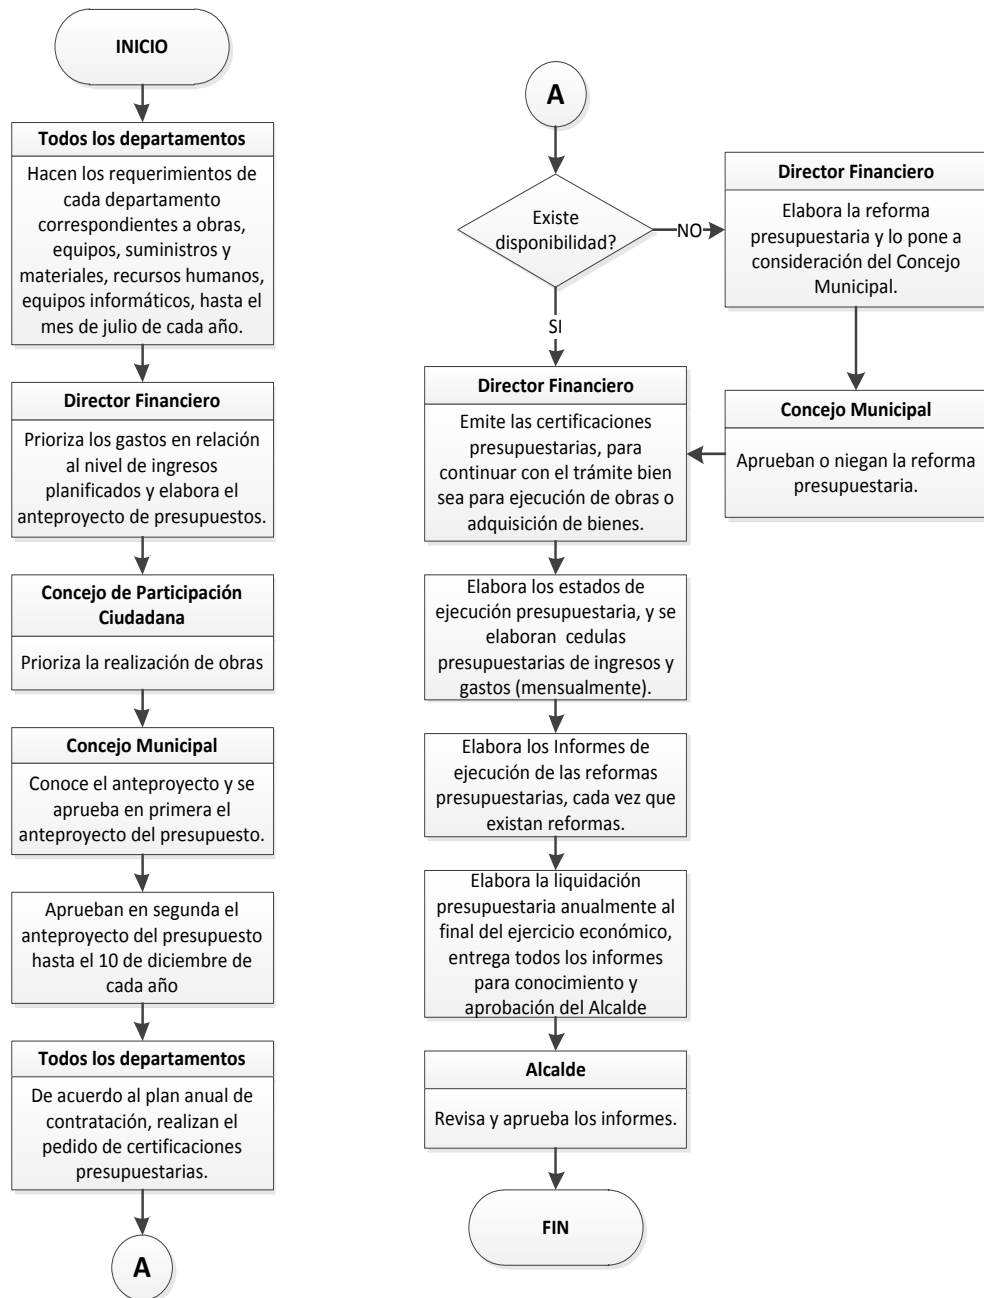 INICIO
Todos los departamentos
Hacen los requerimientos de
cada departamento
correspondientes a obras,
equipos, suministros y
materiales, recursos humanos,
equipos informáticos, hasta el
mes de julio de cada año.
Director Financiero
Prioriza los gastos en relación
al nivel de ingresos
planificados y elabora el
anteproyecto de presupuestos.
Concejo de Participación
Ciudadana
Prioriza la realización de obras
Concejo Municipal
Conoce el anteproyecto y se
aprueba en primera el
anteproyecto del presupuesto.
Aprueban en segunda el
anteproyecto del presupuesto
hasta el 10 de diciembre de
cada año
Todos los departamentos
De acuerdo al plan anual de
contratación, realizan el
pedido de certificaciones
presupuestarias.
A
A
Existe
disponibilidad?
NO
Director Financiero
Elabora la reforma
presupuestaria y lo pone a
consideración del Concejo
Municipal.
Concejo Municipal
Aprueban o niegan la reforma
presupuestaria.
SI
Director Financiero
Emite las certificaciones
presupuestarias, para
continuar con el trámite bien
sea para ejecución de obras o
adquisición de bienes.
Elabora los estados de
ejecución presupuestaria, y se
elaboran cedulas
presupuestarias de ingresos y
gastos (mensualmente).
Elabora los Informes de
ejecución de las reformas
presupuestarias, cada vez que
existan reformas.
Elabora la liquidación
presupuestaria anualmente al
final del ejercicio económico,
entrega todos los informes
para conocimiento y
aprobación del Alcalde
Alcalde
Revisa y aprueba los informes.
FIN